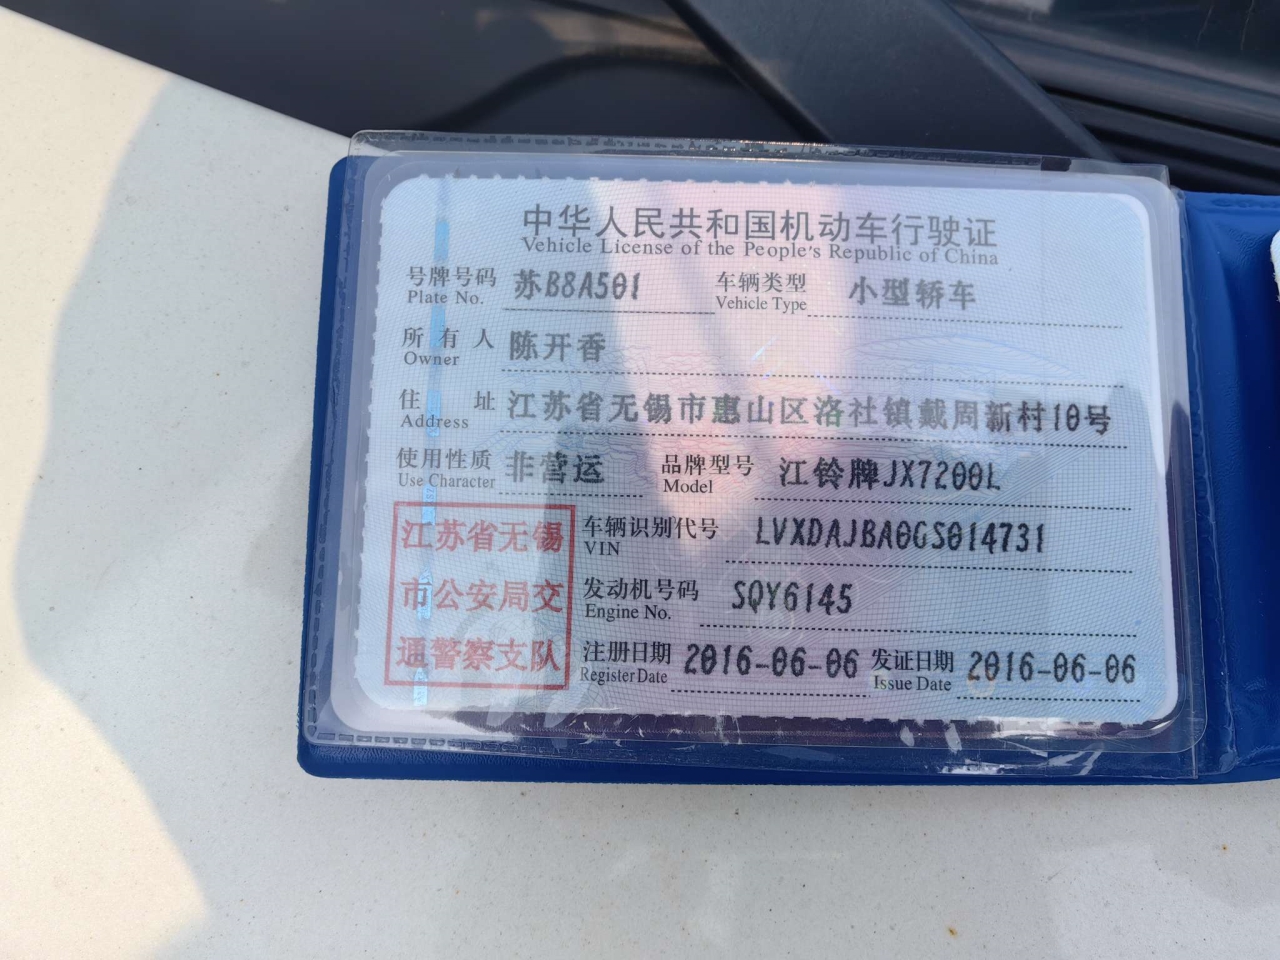 中华人民共和国机动车行驶证
Vehicle License of the People's Republic of China
号牌号码 苏B8A501 车辆类型 小型轿车
Plate No. Vehicle Type
所有人 陈开香
Owner
住址 江苏省无锡市惠山区洛社镇戴周新村10号
Address
使用性质 非营运 品牌型号 江铃牌JX7200L
Use Character Model
江苏省无锡
市公安局交
通警察支队
车辆识别代号 LVXDAJBA0GS014731
VIN
发动机号码 SQY6145
Engine No.
注册日期 2016-06-06 发证日期 2016-06-06
Register Date Issue Date